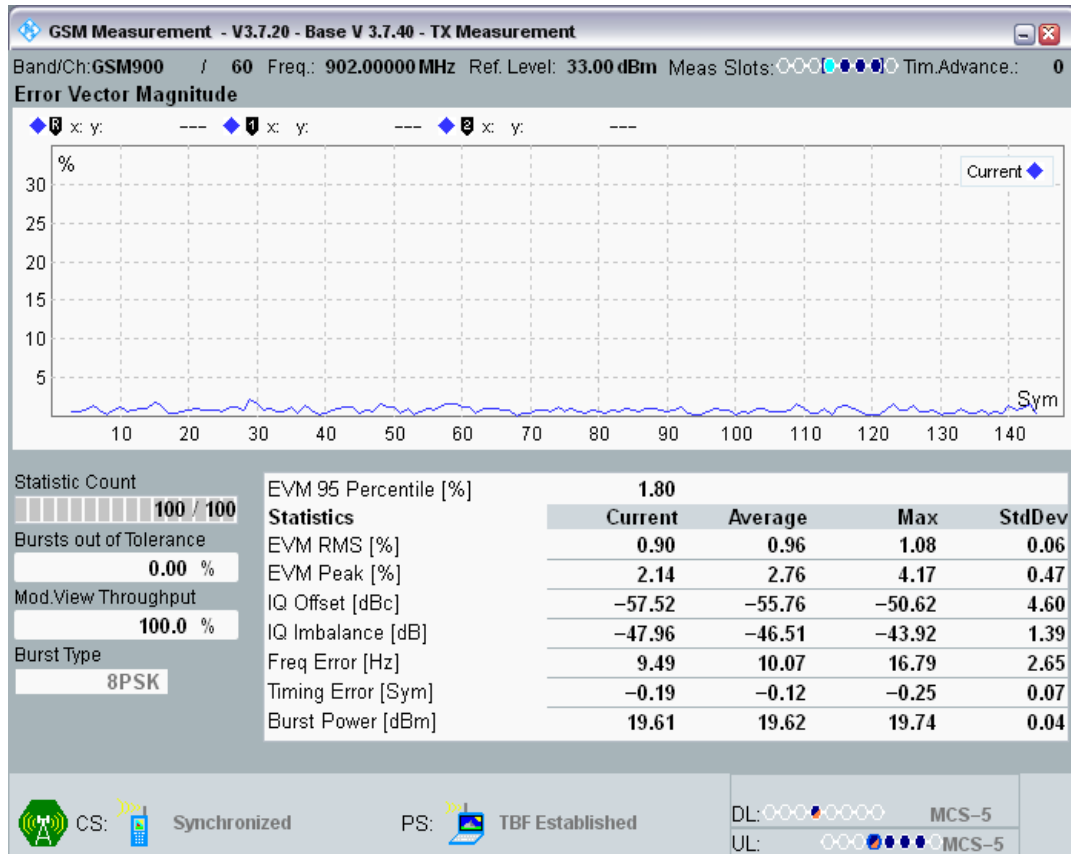 GSM Measurement - V3.7.20 - Base V 3.7.40 - TX Measurement
Band/Ch:GSM900 / 60 Freq.: 902.00000 MHz Ref. Level: 33.00 dBm Meas Slots: Tim.Advance.: 0
Error Vector Magnitude
R x: y: --- 1 x: y: --- 2 x: y: ---
%
Current
30
25
20
15
10
5
Sym
10 20 30 40 50 60 70 80 90 100 110 120 130 140
Statistic Count
100 / 100
Bursts out of Tolerance
0.00 %
Mod.View Throughput
100.0 %
Burst Type
8PSK
EVM 95 Percentile [%] 1.80
Statistics Current Average Max StdDev
EVM RMS [%] 0.90 0.96 1.08 0.06
EVM Peak [%] 2.14 2.76 4.17 0.47
IQ Offset [dBc] −57.52 −55.76 −50.62 4.60
IQ Imbalance [dB] −47.96 −46.51 −43.92 1.39
Freq Error [Hz] 9.49 10.07 16.79 2.65
Timing Error [Sym] −0.19 −0.12 −0.25 0.07
Burst Power [dBm] 19.61 19.62 19.74 0.04
CS: Synchronized PS: TBF Established
DL: MCS−5
UL: MCS−5